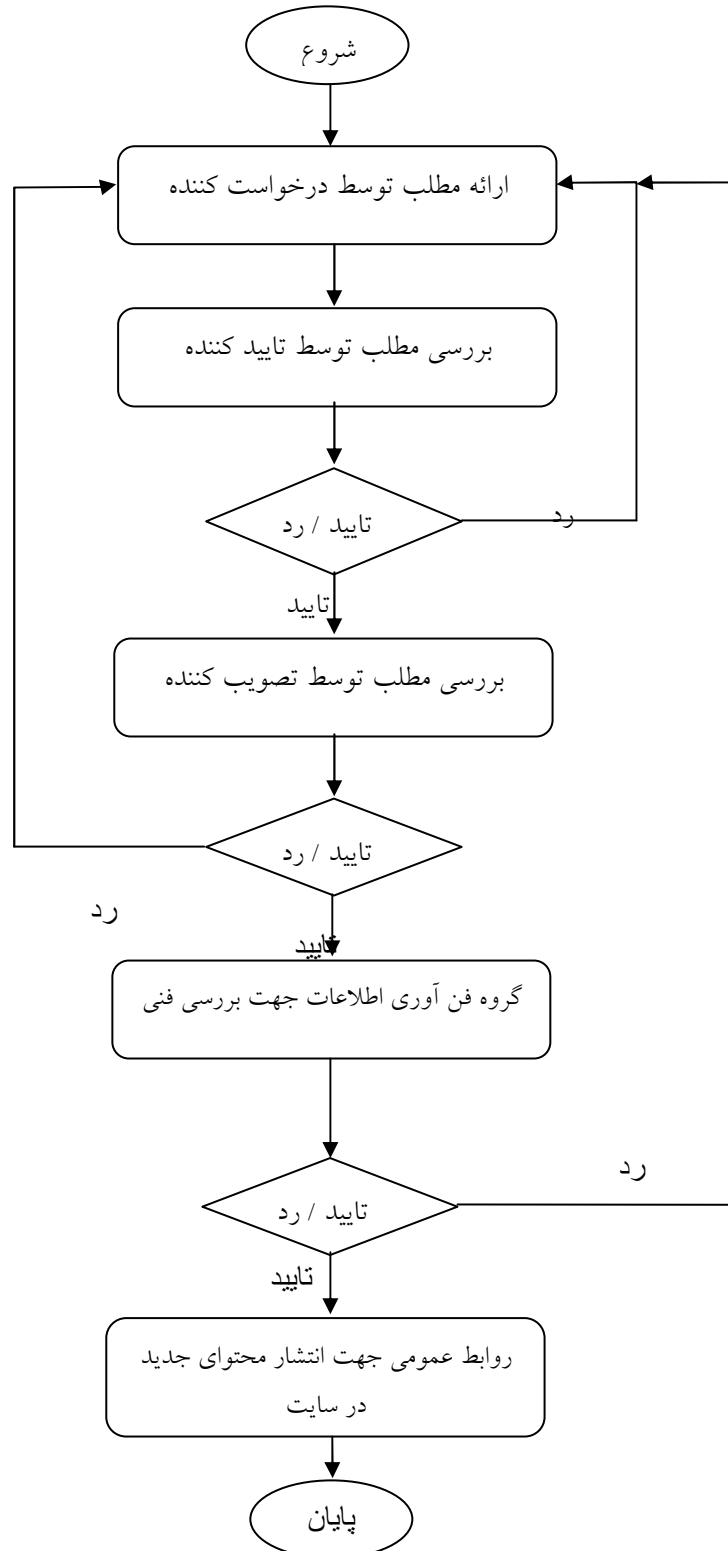 شروع
ارائه مطلب توسط درخواست کننده
بررسی مطلب توسط تایید کننده
تایید / رد
رد
تایید
بررسی مطلب توسط تصویب کننده
تایید / رد
رد
تایید
گروه فن آوری اطلاعات جهت بررسی فنی
رد
تایید / رد
تایید
روابط عمومی جهت انتشار محتوای جدید
در سایت
پایان